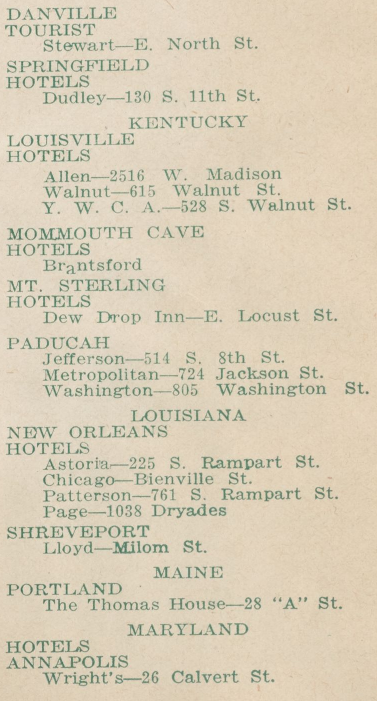 DANVILLE
TOURIST
Stewart—E. North St.
SPRINGFIELD
HOTELS
Dudley—130 S. 11th St.
KENTUCKY
LOUISVILLE
HOTELS
Allen—2516 W. Madison
Walnut—615 Walnut St.
Y. W. C. A.—528 S. Walnut St.
MOMMOUTH CAVE
HOTELS
Brantsford
MT. STERLING
HOTELS
Dew Drop Inn—E. Locust St.
PADUCAH
Jefferson—514 S. 8th St.
Metropolitan—724 Jackson St.
Washington—805 Washington St.
LOUISIANA
NEW ORLEANS
HOTELS
Astoria—225 S. Rampart St.
Chicago—Bienville St.
Patterson—761 S. Rampart St.
Page—1038 Dryades
SHREVEPORT
Lloyd—Milom St.
MAINE
PORTLAND
The Thomas House—28 "A" St.
MARYLAND
HOTELS
ANNAPOLIS
Wright's—26 Calvert St.